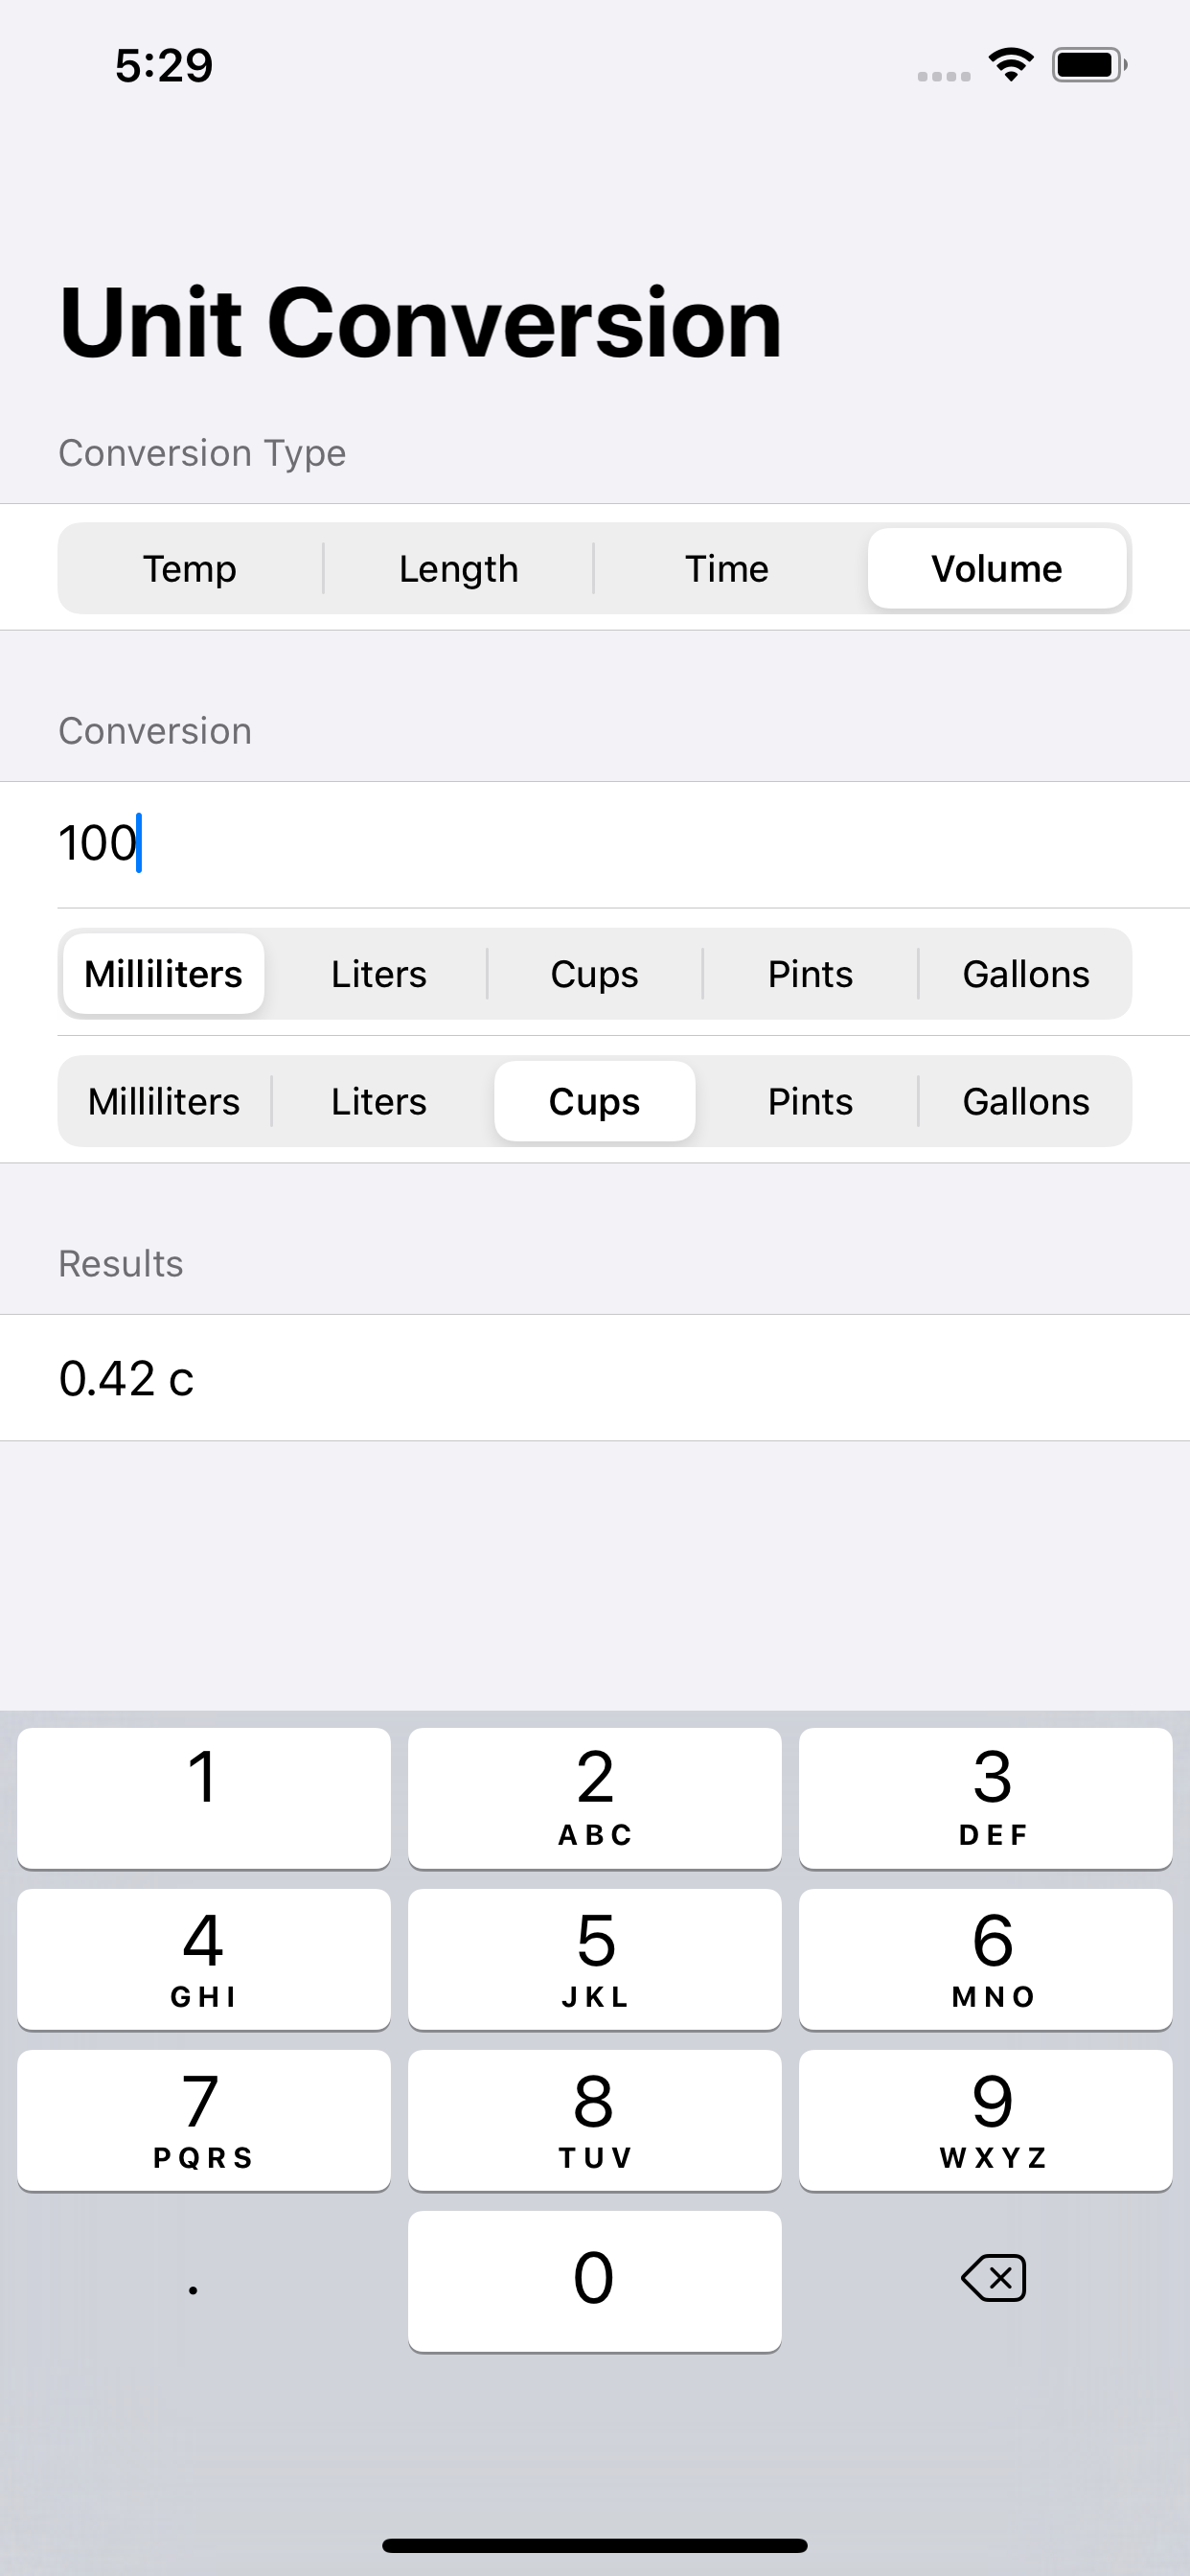 5:29
Unit Conversion
Conversion Type
Temp Length Time Volume
Conversion
100
Milliliters Liters Cups Pints Gallons
Milliliters Liters Cups Pints Gallons
Results
0.42 c
1 2 3
ABC DEF
4 5 6
GHI JKL MNO
7 8 9
PQRS TUV WXYZ
. 0